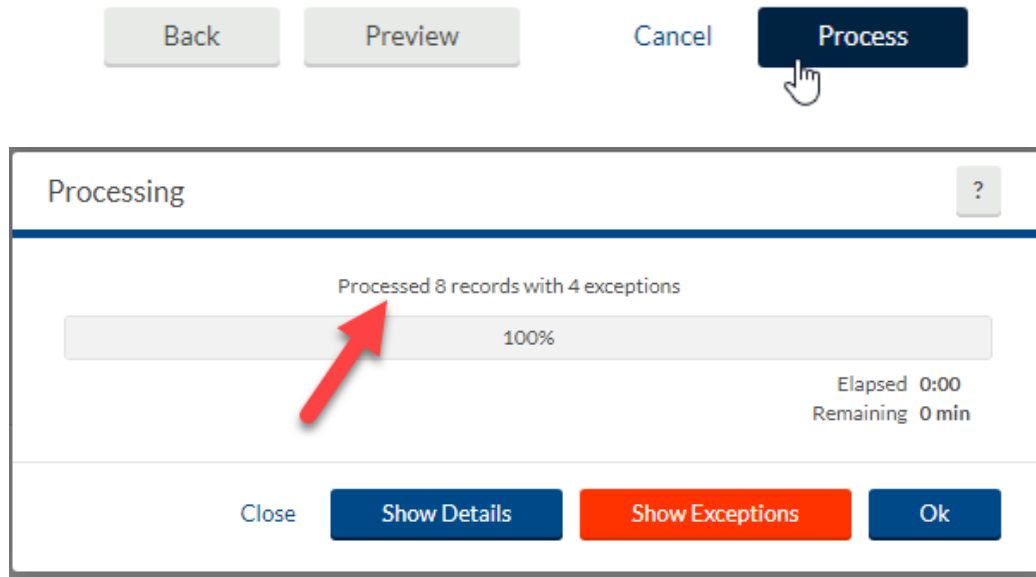 Back Preview Cancel Process
Processing ?
Processed 8 records with 4 exceptions
100%
Elapsed 0:00
Remaining 0 min
Close Show Details Show Exceptions Ok